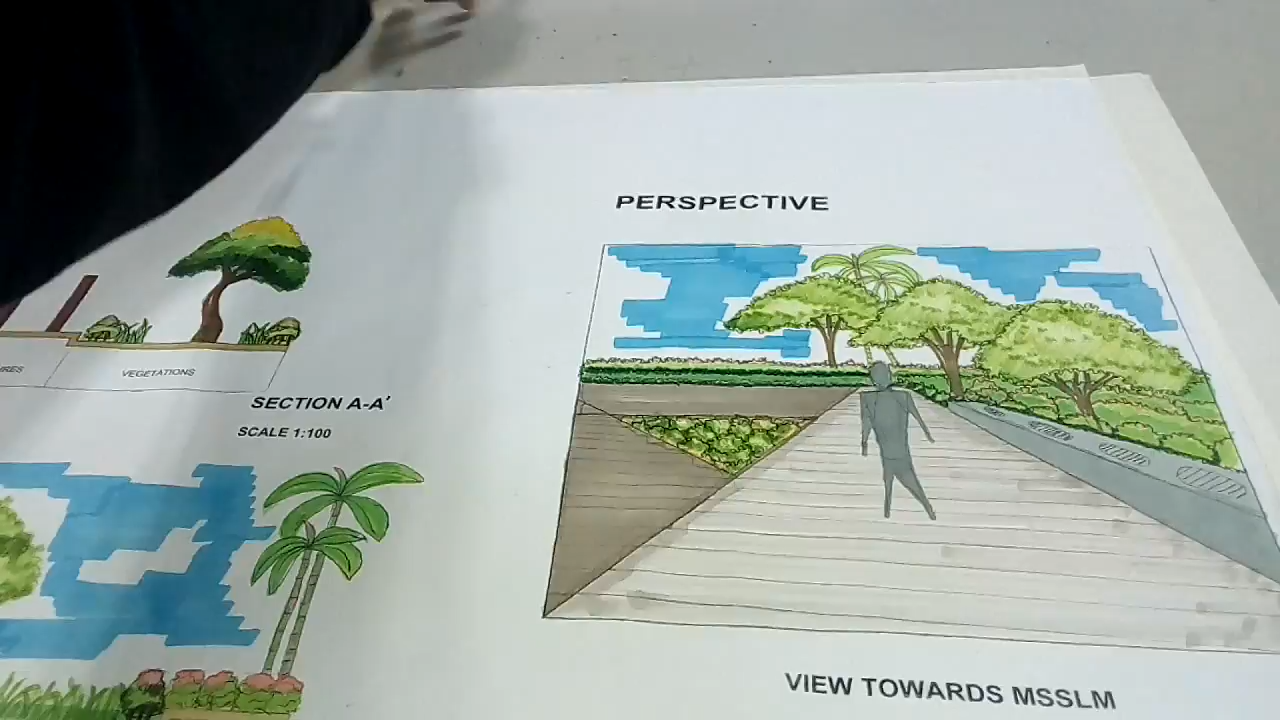 PERSPECTIVE
VEGETATIONS
SECTION A-A'
SCALE 1:100
VIEW TOWARDS MSSLM